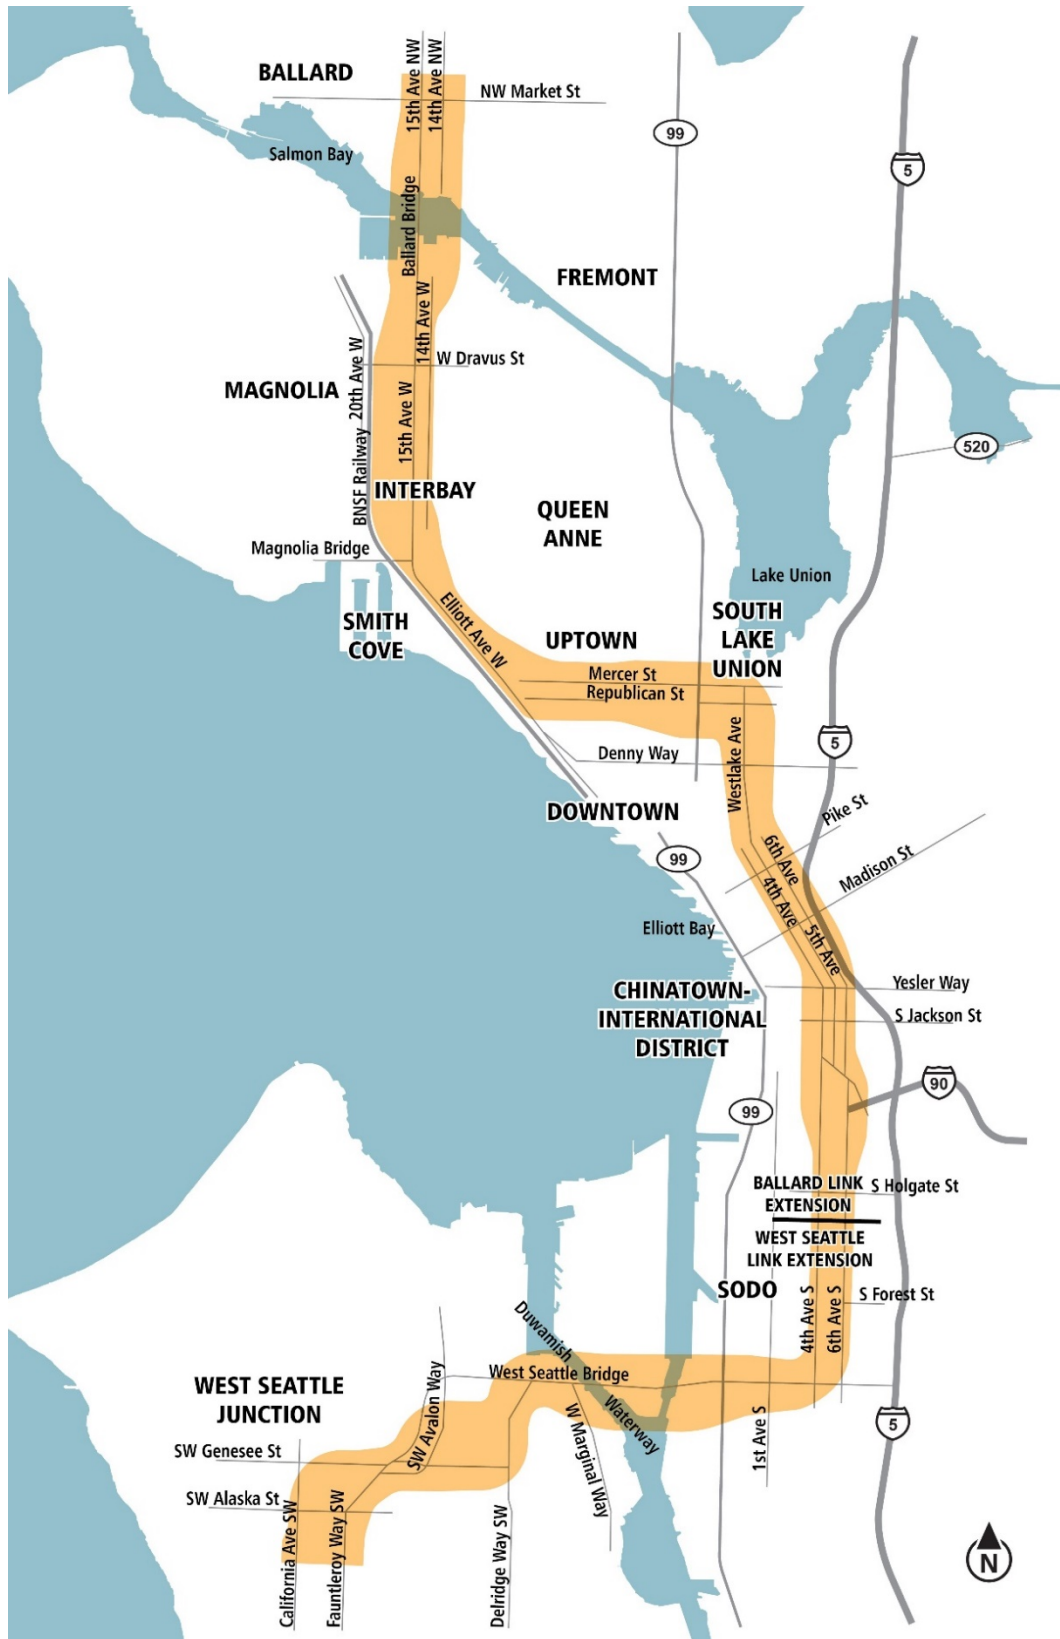 BALLARD
15th Ave NW
14th Ave NW
NW Market St
99
5
Salmon Bay
Ballard Bridge
FREMONT
14th Ave W
W Dravus St
20th Ave W
MAGNOLIA
15th Ave W
520
BNSF Railway
INTERBAY
QUEEN
ANNE
Magnolia Bridge
Lake Union
SMITH
COVE
Elliott Ave W
UPTOWN
SOUTH
LAKE
UNION
Mercer St
Republican St
Denny Way
Westlake Ave
5
DOWNTOWN
Pike St
99
6th Ave
Madison St
4th Ave
Elliott Bay
5th Ave
CHINATOWN-
INTERNATIONAL
DISTRICT
Yesler Way
S Jackson St
90
99
BALLARD LINK
EXTENSION
S Holgate St
WEST SEATTLE
LINK EXTENSION
SODO
S Forest St
4th Ave S
6th Ave S
Duwamish
Waterway
West Seattle Bridge
WEST SEATTLE
JUNCTION
SW Avalon Way
W Marginal Way
1st Ave S
5
SW Genesee St
SW Alaska St
California Ave SW
Fauntleroy Way SW
Delridge Way SW
N